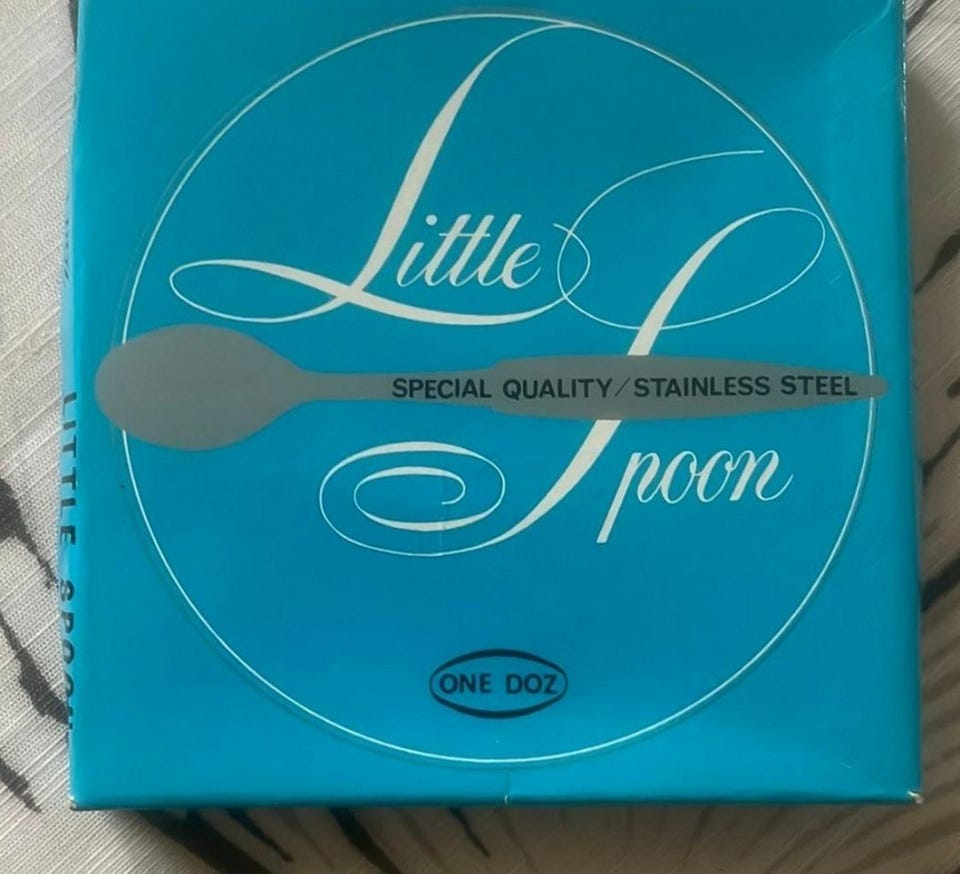 Little
Spoon
SPECIAL QUALITY/STAINLESS STEEL
ONE DOZ
LITTLE SPOON